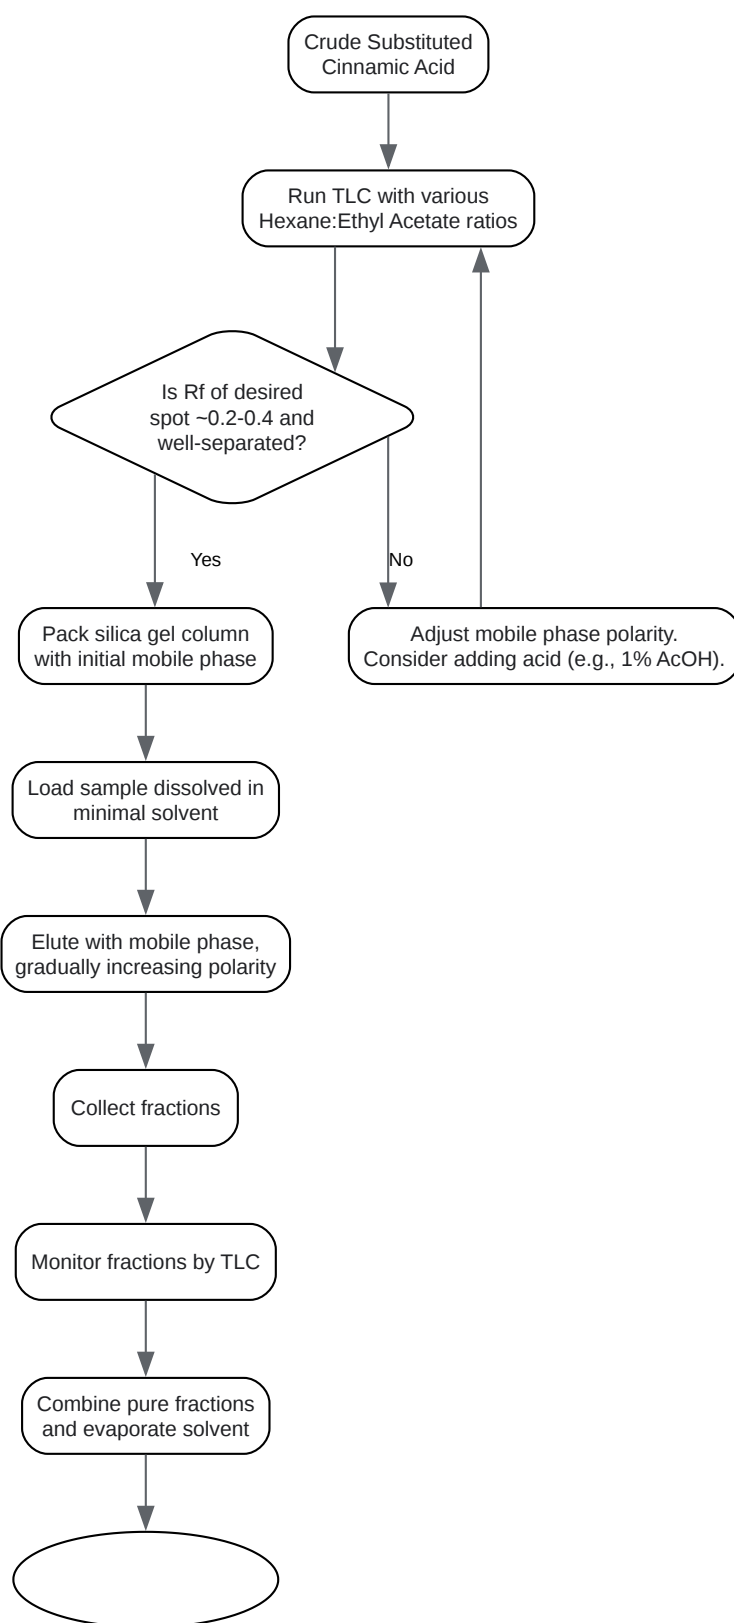 Crude Substituted
Cinnamic Acid
Run TLC with various
Hexane:Ethyl Acetate ratios
Is Rf of desired
spot ~0.2-0.4 and
well-separated?
Yes
No
Pack silica gel column
with initial mobile phase
Adjust mobile phase polarity.
Consider adding acid (e.g., 1% AcOH).
Load sample dissolved in
minimal solvent
Elute with mobile phase,
gradually increasing polarity
Collect fractions
Monitor fractions by TLC
Combine pure fractions
and evaporate solvent